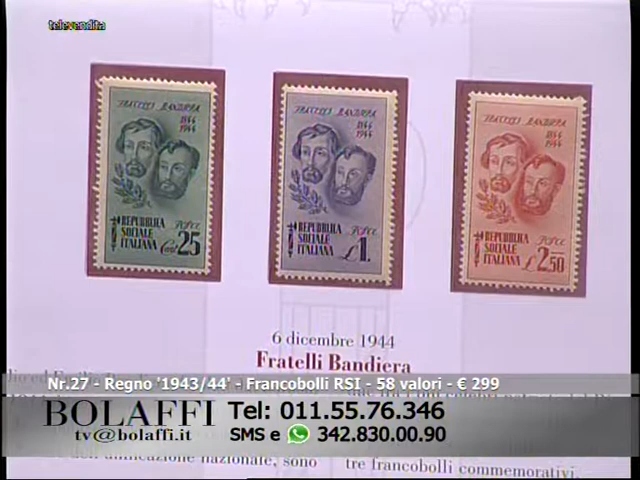 televendita
FRATELLI BANDIERA
1844
1944
REPUBBLICA
SOCIALE
ITALIANA
POSTE
Cent. 25
FRATELLI BANDIERA
1844
1944
REPUBBLICA
SOCIALE
ITALIANA
POSTE
£ 1.
FRATELLI BANDIERA
1844
1944
REPUBBLICA
SOCIALE
ITALIANA
POSTE
£ 2.50
6 dicembre 1944
Fratelli Bandiera
Nr.27 - Regno '1943/44' - Francobolli RSI - 58 valori - € 299
BOLAFFI
tv@bolaffi.it
Tel: 011.55.76.346
SMS e 342.830.00.90
dell'unificazione nazionale, sono
tre francobolli commemorativi,